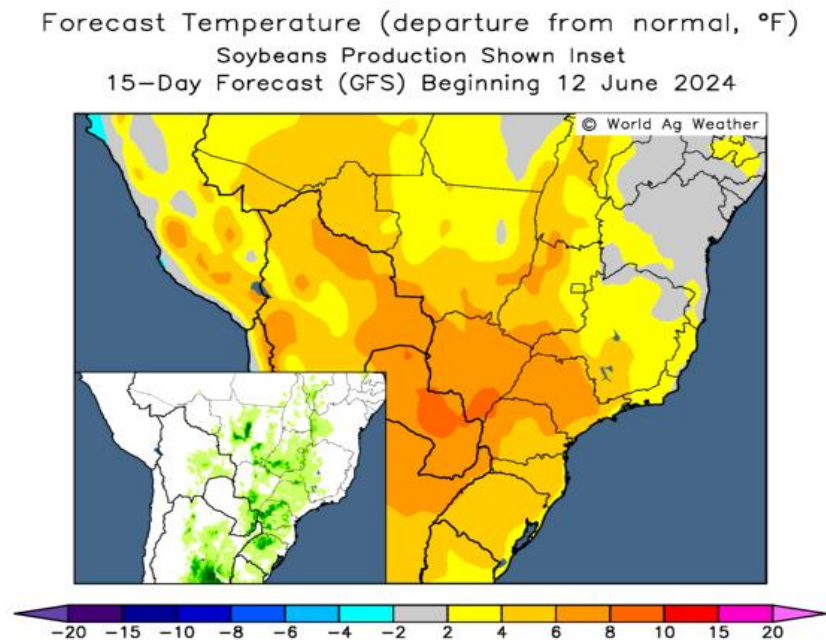 Forecast Temperature (departure from normal, °F)
Soybeans Production Shown Inset
15-Day Forecast (GFS) Beginning 12 June 2024
© World Ag Weather
-20 -15 -10 -8 -6 -4 -2 2 4 6 8 10 15 20